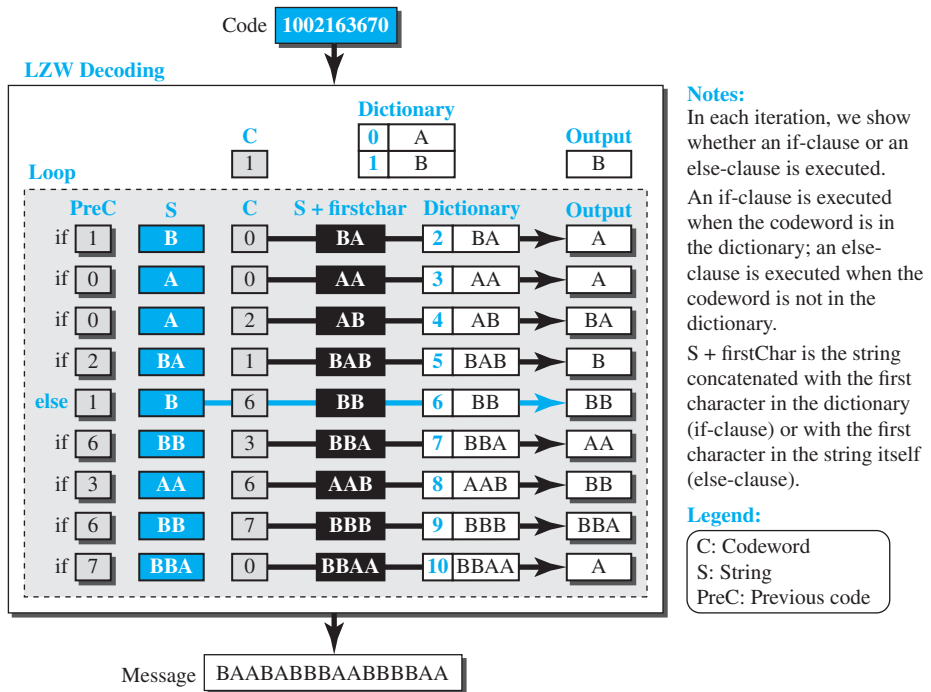 Code 1002163670
LZW Decoding
Dictionary
C 0 A Output
1 1 B B
Loop
PreC S C S + firstchar Dictionary Output
if 1 B 0 BA 2 BA A
if 0 A 0 AA 3 AA A
if 0 A 2 AB 4 AB BA
if 2 BA 1 BAB 5 BAB B
else 1 B 6 BB 6 BB BB
if 6 BB 3 BBA 7 BBA AA
if 3 AA 6 AAB 8 AAB BB
if 6 BB 7 BBB 9 BBB BBA
if 7 BBA 0 BBAA 10 BBAA A
Message BAABABBBAABBBBAA
Notes:
In each iteration, we show
whether an if-clause or an
else-clause is executed.
An if-clause is executed
when the codeword is in
the dictionary; an else-
clause is executed when the
codeword is not in the
dictionary.
S + firstChar is the string
concatenated with the first
character in the dictionary
(if-clause) or with the first
character in the string itself
(else-clause).
Legend:
C: Codeword
S: String
PreC: Previous code